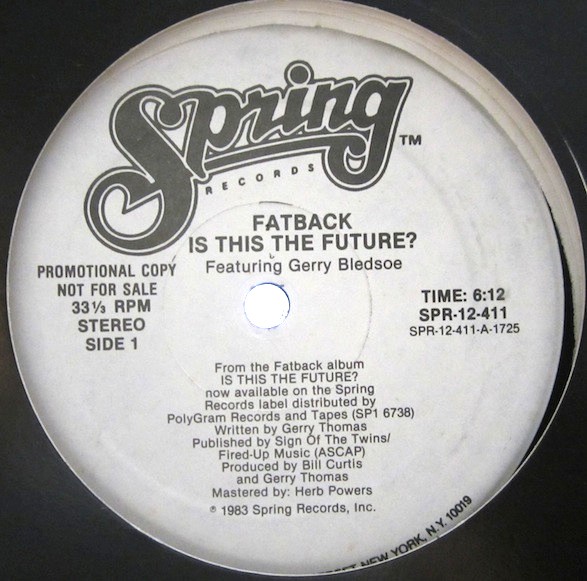 Spring TM
RECORDS
FATBACK
IS THIS THE FUTURE?
Featuring Gerry Bledsoe
PROMOTIONAL COPY
NOT FOR SALE
33 1/3 RPM
STEREO
SIDE 1
TIME: 6:12
SPR-12-411
SPR-12-411-A-1725
From the Fatback album
IS THIS THE FUTURE?
now available on the Spring
Records label distributed by
PolyGram Records and Tapes (SP1 6738)
Written by Gerry Thomas
Published by Sign Of The Twins/
Fired-Up Music (ASCAP)
Produced by Bill Curtis
and Gerry Thomas
Mastered by: Herb Powers
℗ 1983 Spring Records, Inc.
NEW YORK, N.Y. 10019